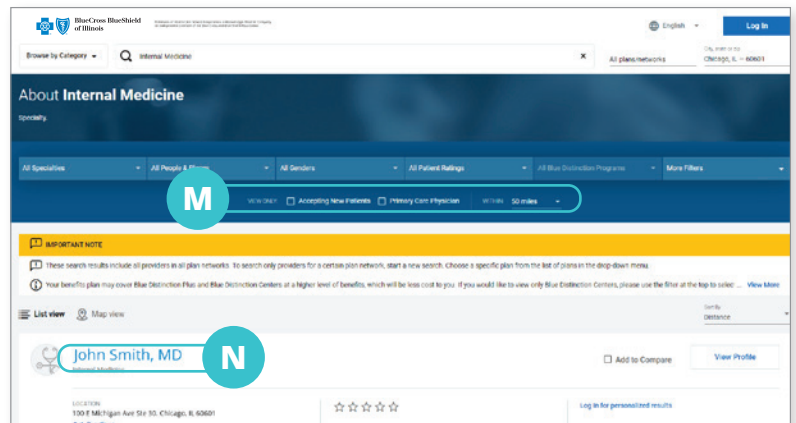 BlueCross BlueShield
of Illinois
English
Log In
Browse by Category
Internal Medicine
All plans/networks
City, state or zip
Chicago, IL - 60601
About Internal Medicine
Specialty.
All Specialties
All People &
All Genders
All Patient Ratings
All Blue Distinction Programs
More Filters
M
VIEW ONLY
Accepting New Patients
Primary Care Physician
WITHIN
50 miles
IMPORTANT NOTE
These search results include all providers in all plan networks. To search only providers for a certain plan network, start a new search. Choose a specific plan from the list of plans in the drop-down menu.
Your benefits plan may cover Blue Distinction Plus and Blue Distinction Centers at a higher level of benefits, which will be less cost to you. If you would like to view only Blue Distinction Centers, please use the filter at the top to select ... View More
List view
Map view
Sort By
Distance
John Smith, MD
N
Internal Medicine
Add to Compare
View Profile
LOCATION
100 E Michigan Ave Ste 30, Chicago, IL 60601
Log in for personalized results